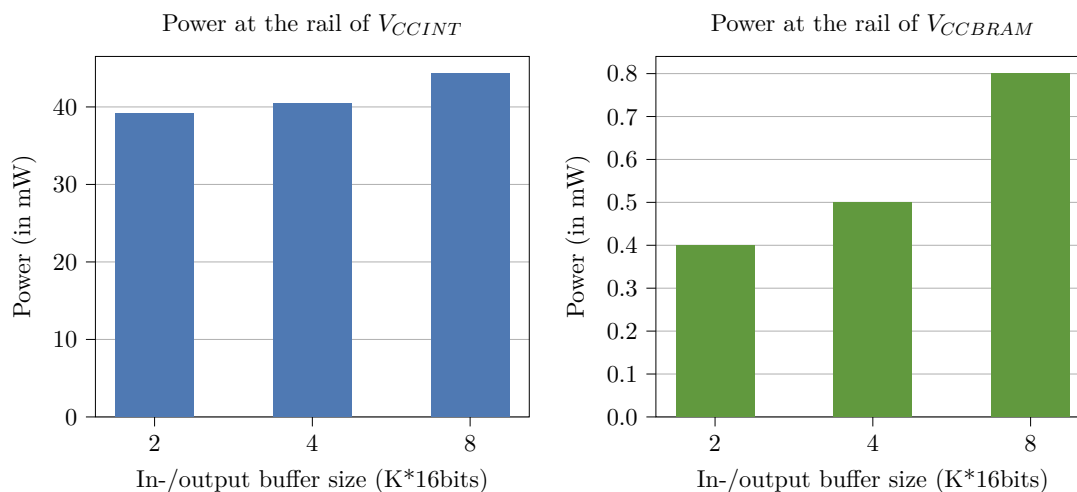 Power at the rail of V_CCINT
Power (in mW)
40
30
20
10
0
2 4 8
In-/output buffer size (K*16bits)
Power at the rail of V_CCBRAM
Power (in mW)
0.8
0.7
0.6
0.5
0.4
0.3
0.2
0.1
0.0
2 4 8
In-/output buffer size (K*16bits)